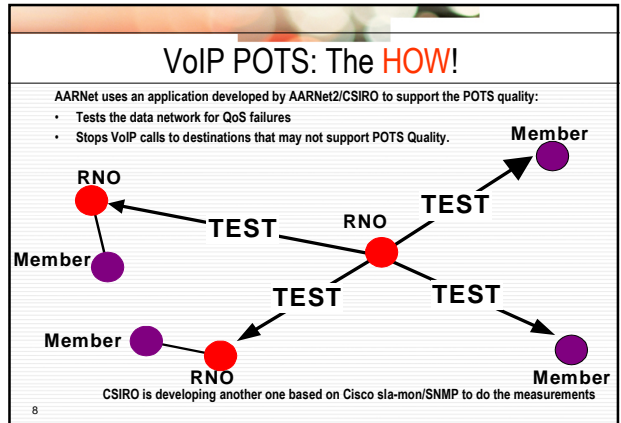 VoIP POTS: The HOW!
AARNet uses an application developed by AARNet2/CSIRO to support the POTS quality:
• Tests the data network for QoS failures
• Stops VoIP calls to destinations that may not support POTS Quality.
Member
RNO
TEST
RNO
TEST
Member
TEST
TEST
Member
RNO
Member
CSIRO is developing another one based on Cisco sla-mon/SNMP to do the measurements
8